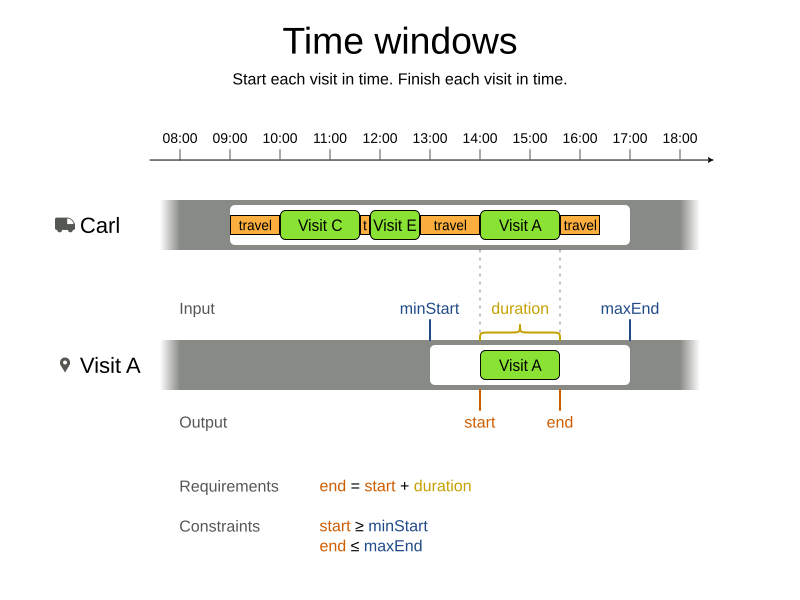 Time windows
Start each visit in time. Finish each visit in time.
08:00 09:00 10:00 11:00 12:00 13:00 14:00 15:00 16:00 17:00 18:00
Carl travel Visit C t Visit E travel Visit A travel
Input minStart duration maxEnd
Visit A Visit A
Output start end
Requirements end = start + duration
Constraints start ≥ minStart
end ≤ maxEnd